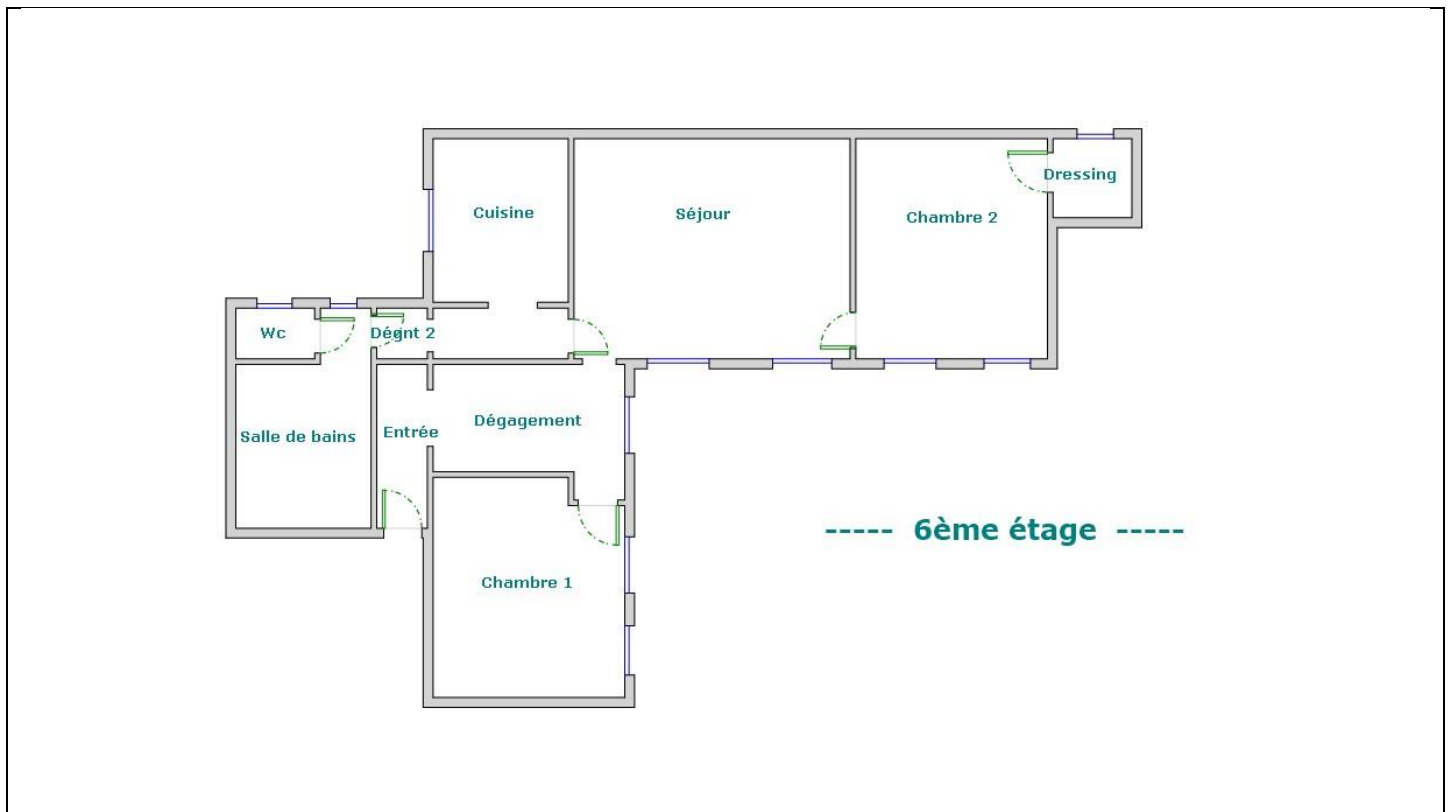 Dressing
Cuisine
Séjour
Chambre 2
Wc
Dégnt 2
Dégagement
Entrée
Salle de bains
----- 6ème étage -----
Chambre 1